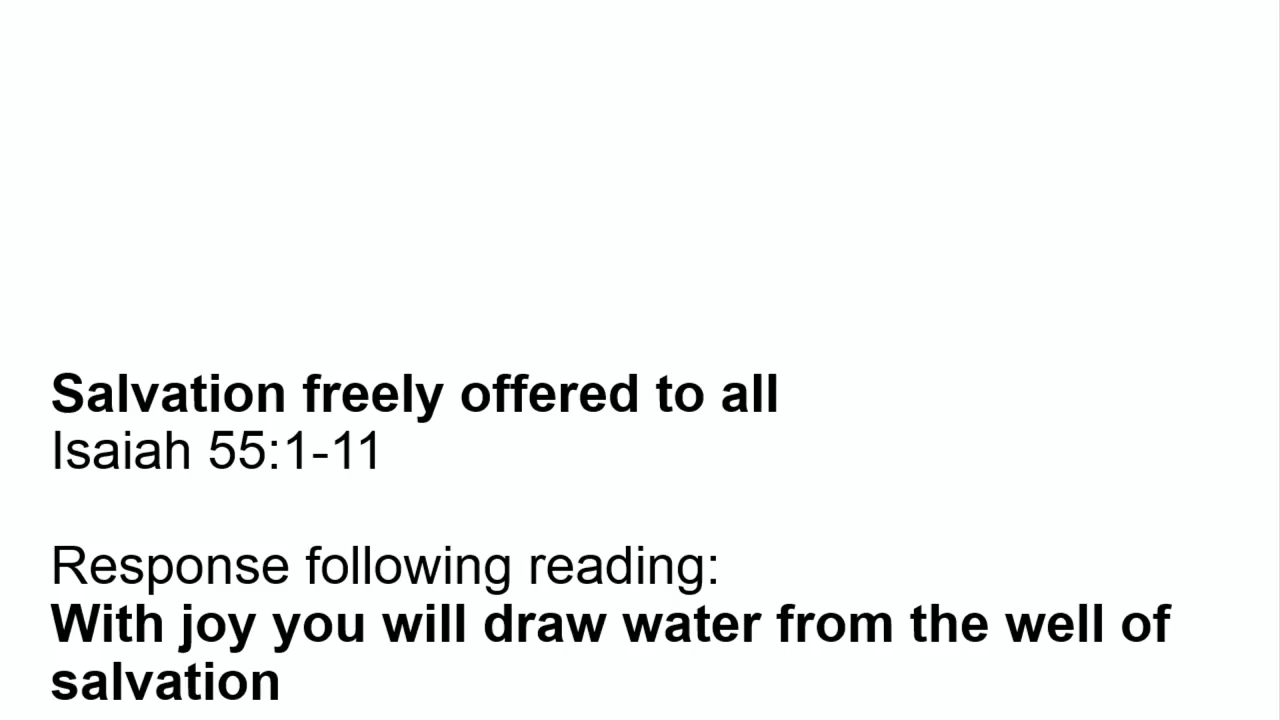 Salvation freely offered to all
Isaiah 55:1-11
Response following reading:
With joy you will draw water from the well of
salvation